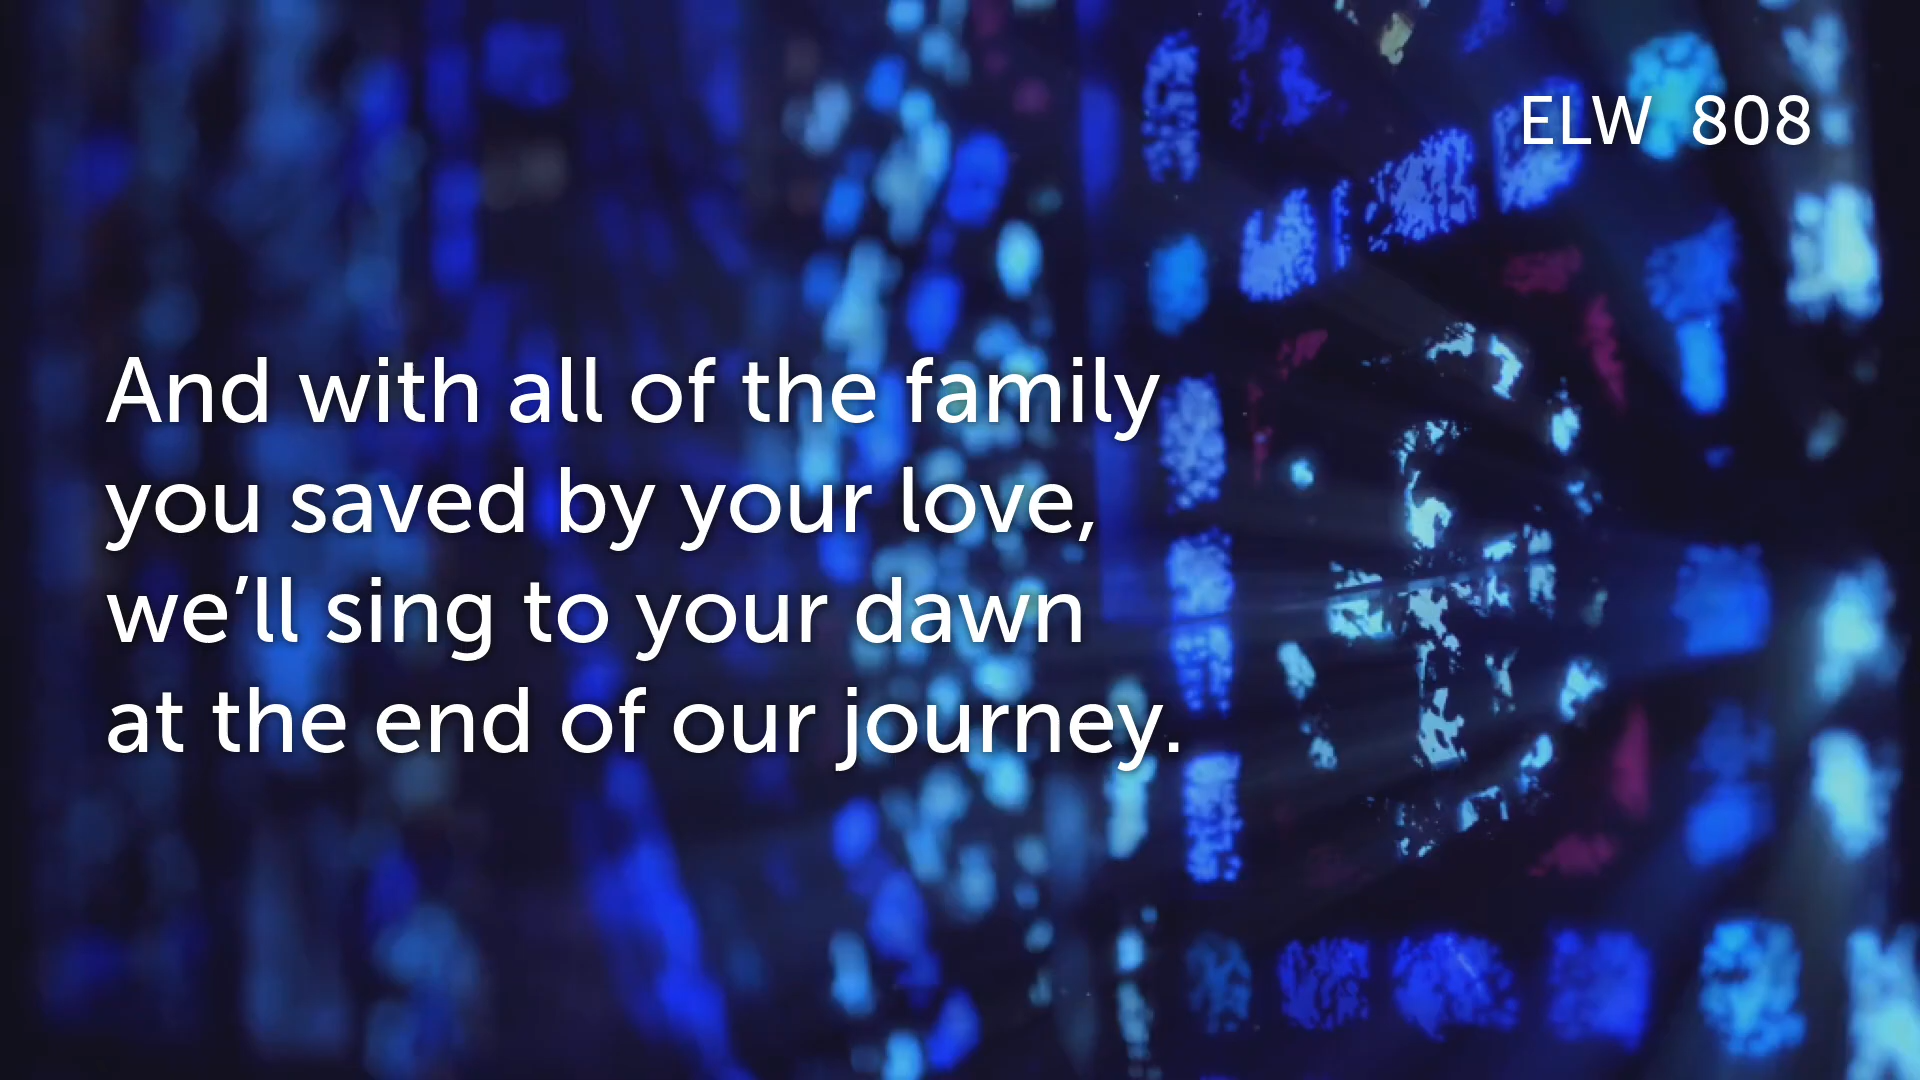 ELW 808
And with all of the family
you saved by your love,
we’ll sing to your dawn
at the end of our journey.